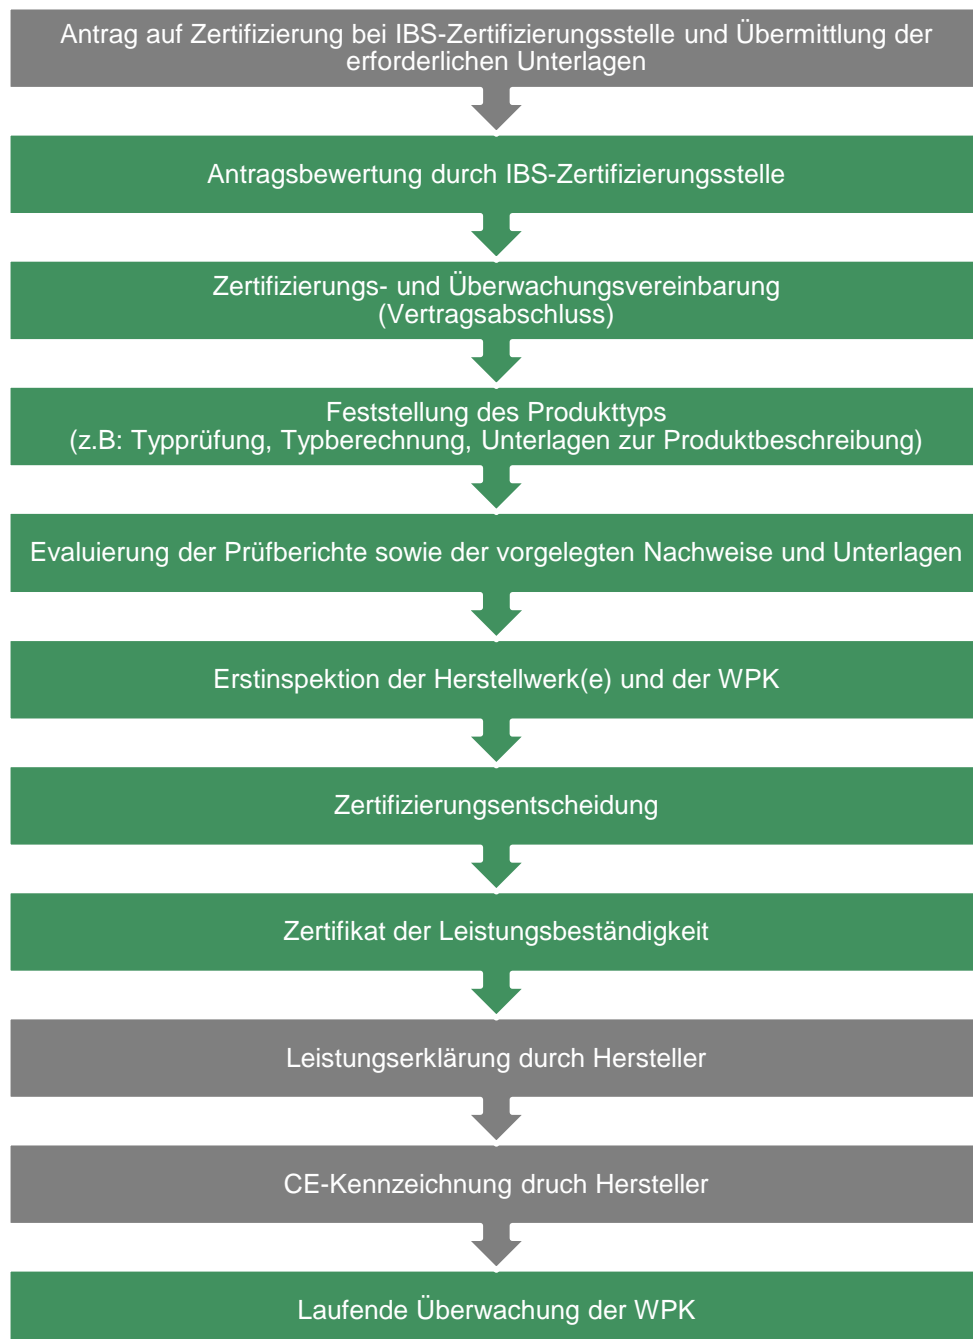 Antrag auf Zertifizierung bei IBS-Zertifizierungsstelle und Übermittlung der
erforderlichen Unterlagen
Antragsbewertung durch IBS-Zertifizierungsstelle
Zertifizierungs- und Überwachungsvereinbarung
(Vertragsabschluss)
Feststellung des Produkttyps
(z.B: Typprüfung, Typberechnung, Unterlagen zur Produktbeschreibung)
Evaluierung der Prüfberichte sowie der vorgelegten Nachweise und Unterlagen
Erstinspektion der Herstellwerk(e) und der WPK
Zertifizierungsentscheidung
Zertifikat der Leistungsbeständigkeit
Leistungserklärung durch Hersteller
CE-Kennzeichnung druch Hersteller
Laufende Überwachung der WPK